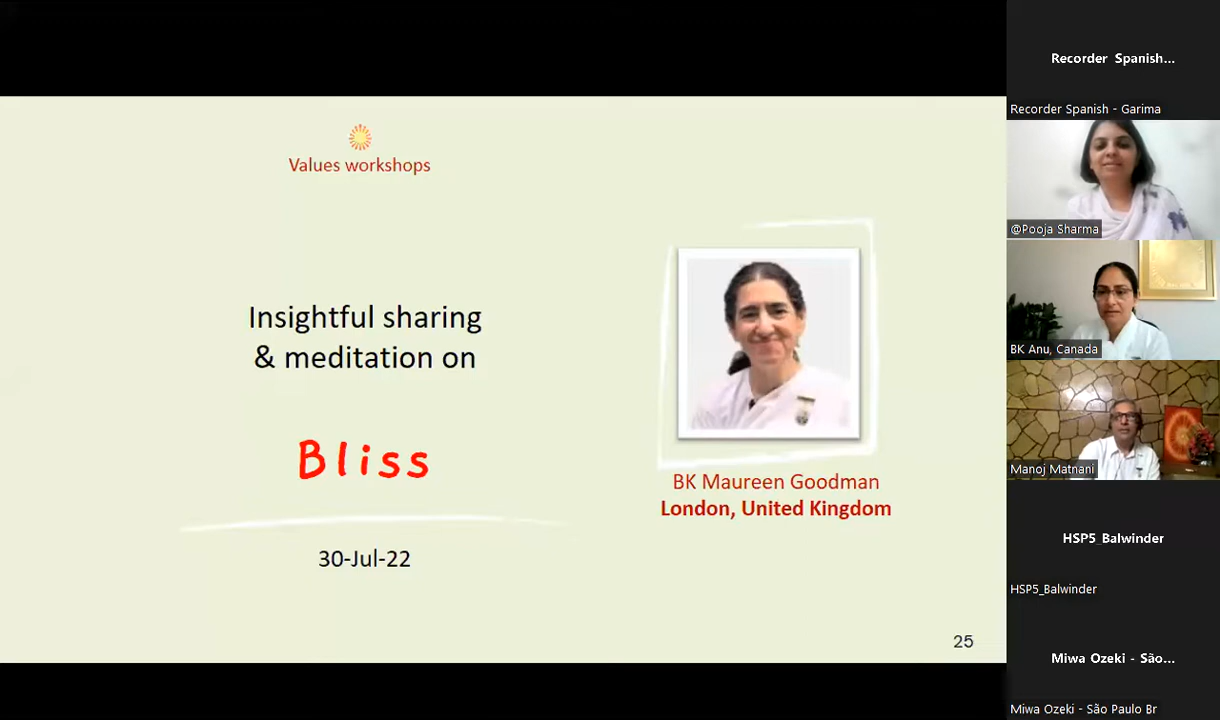 Values workshops
Insightful sharing
& meditation on
Bliss
30-Jul-22
BK Maureen Goodman
London, United Kingdom
25
Recorder Spanish...
Recorder Spanish - Garima
@Pooja Sharma
BK Anu, Canada
Manoj Matnani
HSP5_Balwinder
HSP5_Balwinder
Miwa Ozeki - São...
Miwa Ozeki - São Paulo Br